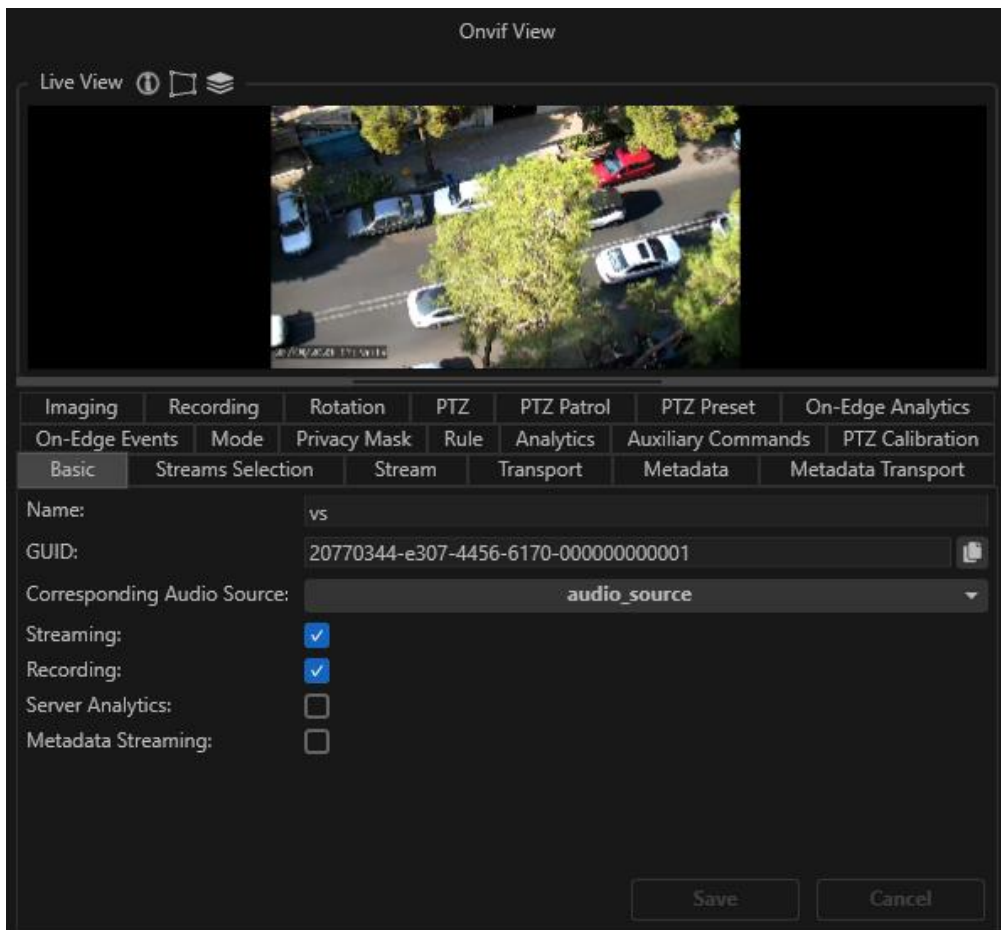 Onvif View
Live View
Imaging Recording Rotation PTZ PTZ Patrol PTZ Preset On-Edge Analytics
On-Edge Events Mode Privacy Mask Rule Analytics Auxiliary Commands PTZ Calibration
Basic Streams Selection Stream Transport Metadata Metadata Transport
Name: vs
GUID: 20770344-e307-4456-6170-000000000001
Corresponding Audio Source: audio_source
Streaming:
Recording:
Server Analytics:
Metadata Streaming:
Save Cancel